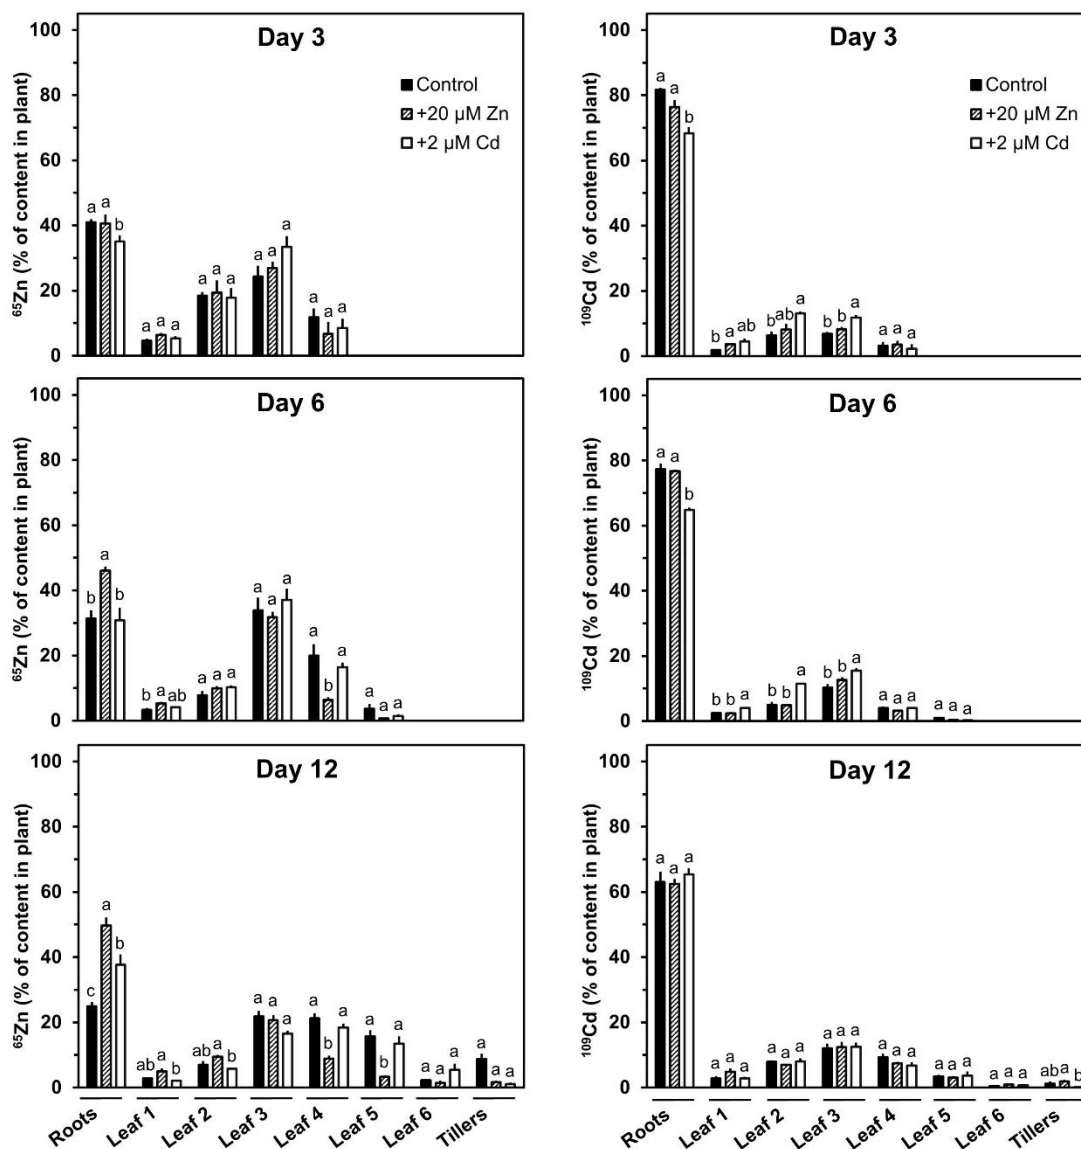 Day 3
⁶⁵Zn (% of content in plant)
100
80
60
40
20
0
Control
+20 µM Zn
+2 µM Cd
a a b
a a a
a a a
a a a
a a a
Day 3
¹⁰⁹Cd (% of content in plant)
100
80
60
40
20
0
Control
+20 µM Zn
+2 µM Cd
a a b
b a ab
b ab a
b b a
a a a
Day 6
⁶⁵Zn (% of content in plant)
100
80
60
40
20
0
b a b
b a ab
a a a
a a a
a b a
a a a
Day 6
¹⁰⁹Cd (% of content in plant)
100
80
60
40
20
0
a a b
b b a
b b a
b b a
a a a
a a a
Day 12
⁶⁵Zn (% of content in plant)
100
80
60
40
20
0
c a b
ab a b
ab a b
a a a
a b a
a b a
a a a
a a a
Roots
Leaf 1
Leaf 2
Leaf 3
Leaf 4
Leaf 5
Leaf 6
Tillers
Day 12
¹⁰⁹Cd (% of content in plant)
100
80
60
40
20
0
a a a
a a a
a a a
a a a
a a a
a a a
a a a
ab a b
Roots
Leaf 1
Leaf 2
Leaf 3
Leaf 4
Leaf 5
Leaf 6
Tillers